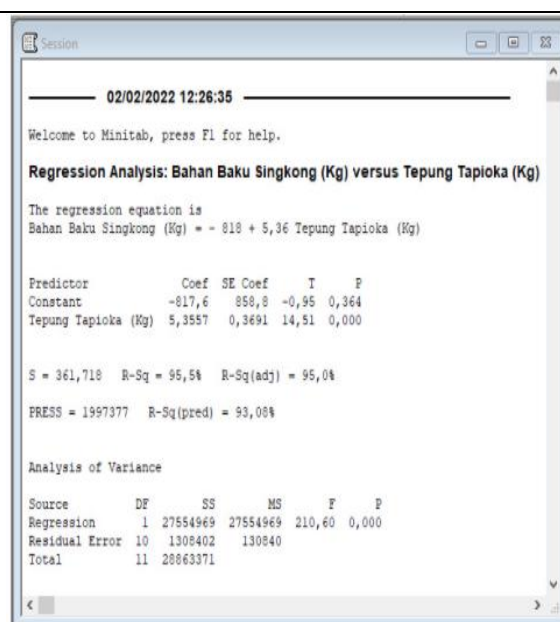 Session
02/02/2022 12:26:35
Welcome to Minitab, press F1 for help.
Regression Analysis: Bahan Baku Singkong (Kg) versus Tepung Tapioka (Kg)
The regression equation is
Bahan Baku Singkong (Kg) = - 818 + 5,36 Tepung Tapioka (Kg)
Predictor Coef SE Coef T P
Constant -817,6 858,8 -0,95 0,364
Tepung Tapioka (Kg) 5,3557 0,3691 14,51 0,000
S = 361,718 R-Sq = 95,5% R-Sq(adj) = 95,0%
PRESS = 1997377 R-Sq(pred) = 93,08%
Analysis of Variance
Source DF SS MS F P
Regression 1 27554969 27554969 210,60 0,000
Residual Error 10 1308402 130840
Total 11 28863371